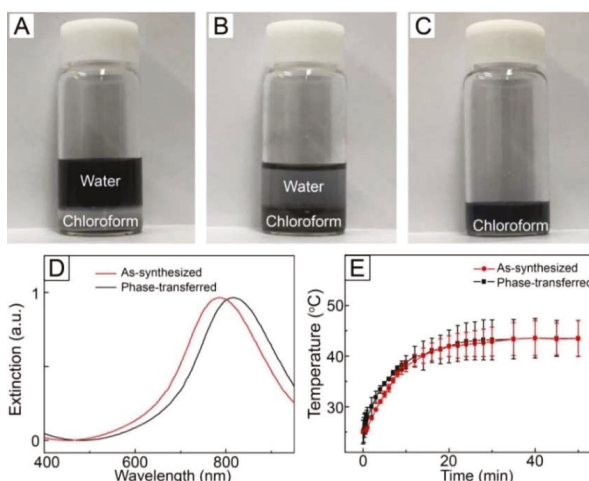 A
B
C
Water
Chloroform
Water
Chloroform
Chloroform
D
As-synthesized
Phase-transferred
Extinction (a.u.)
1
0
400
600
800
Wavelength (nm)
E
As-synthesized
Phase-transferred
Temperature (°C)
50
40
30
0
20
40
60
Time (min)